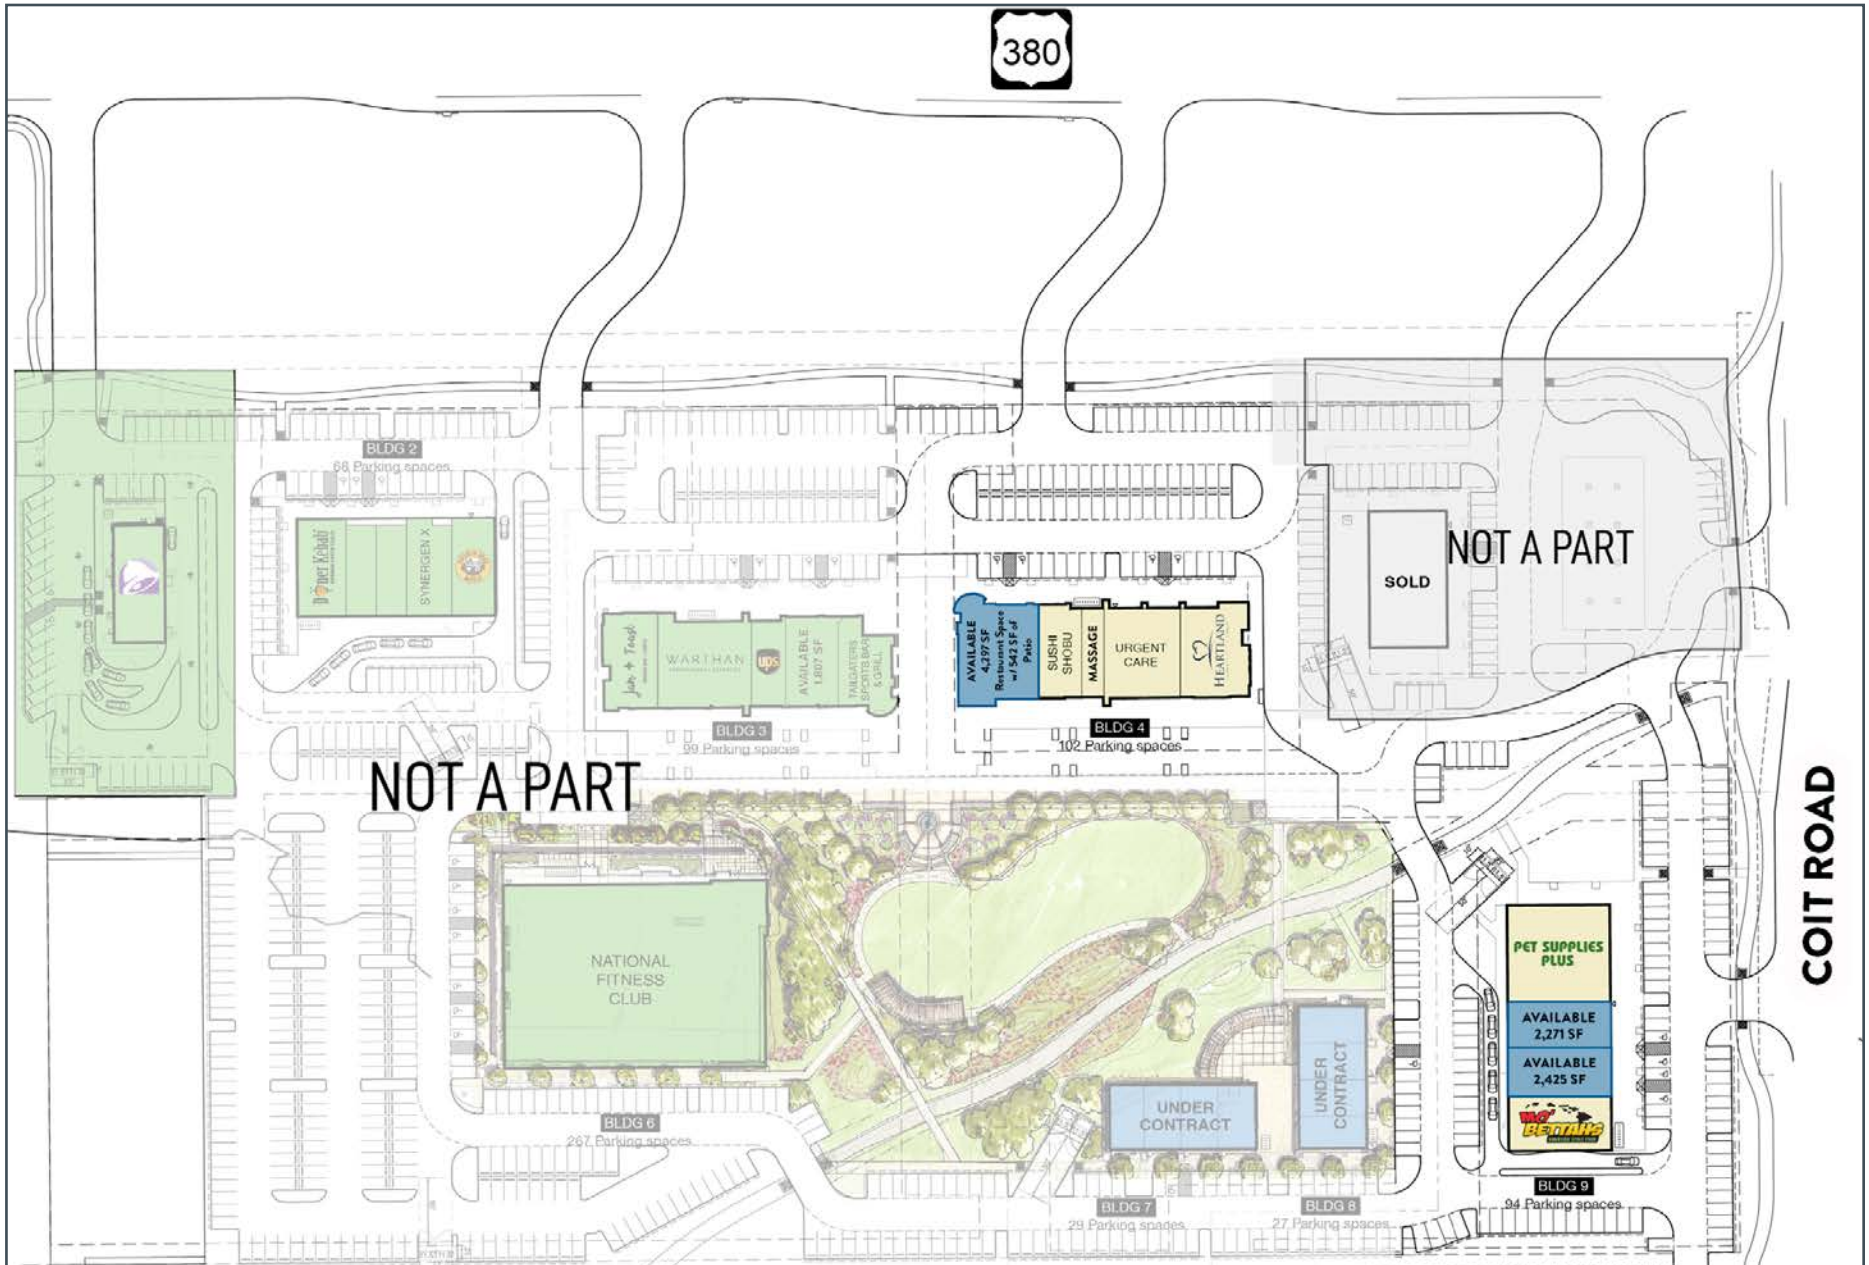 380
BLDG 2
66 Parking spaces
SYNERGEN X
NOT A PART
SOLD
WARTHAN
ups
AVAILABLE
1,807 SF
TAILGATERS
SPORTS BAR
& GRILL
BLDG 3
99 Parking spaces
AVAILABLE
4,297 SF
Restaurant Space
w/ 542 SF of
Patio
SUSHI
SHOBU
MASSAGE
URGENT
CARE
HEARTLAND
BLDG 4
102 Parking spaces
NOT A PART
COIT ROAD
NATIONAL
FITNESS
CLUB
PET SUPPLIES
PLUS
AVAILABLE
2,271 SF
AVAILABLE
2,425 SF
MO'
BETTAHS
UNDER
CONTRACT
UNDER
CONTRACT
BLDG 6
267 Parking spaces
BLDG 7
29 Parking spaces
BLDG 8
27 Parking spaces
BLDG 9
94 Parking spaces